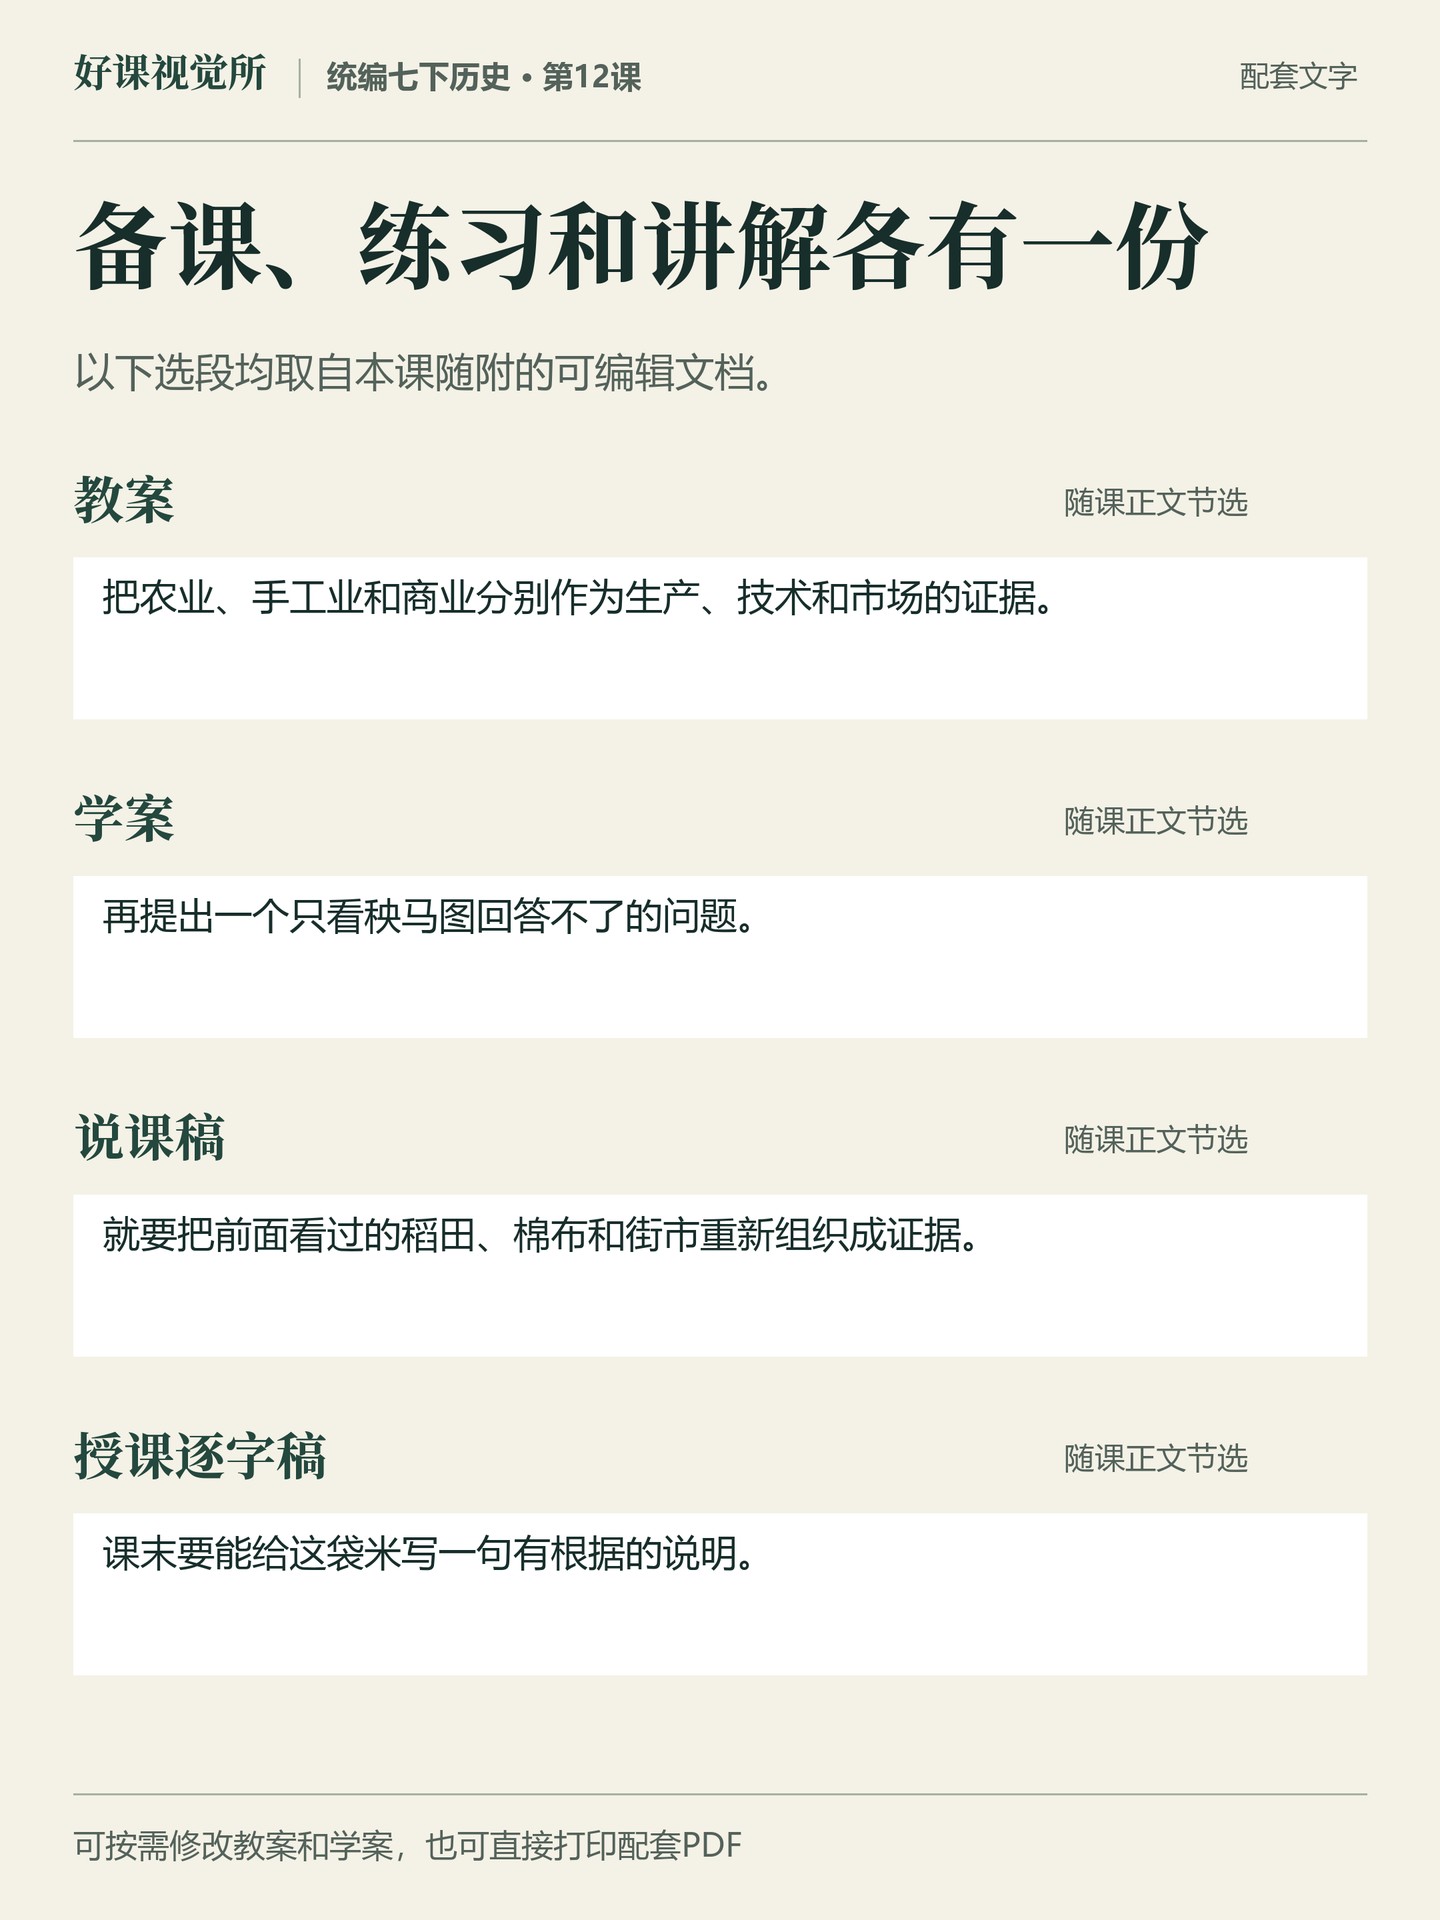 好课视觉所 统编七下历史·第12课 配套文字
备课、练习和讲解各有一份
以下选段均取自本课随附的可编辑文档。
教案 随课正文节选
把农业、手工业和商业分别作为生产、技术和市场的证据。
学案 随课正文节选
再提出一个只看秧马图回答不了的问题。
说课稿 随课正文节选
就要把前面看过的稻田、棉布和街市重新组织成证据。
授课逐字稿 随课正文节选
课末要能给这袋米写一句有根据的说明。
可按需修改教案和学案，也可直接打印配套PDF